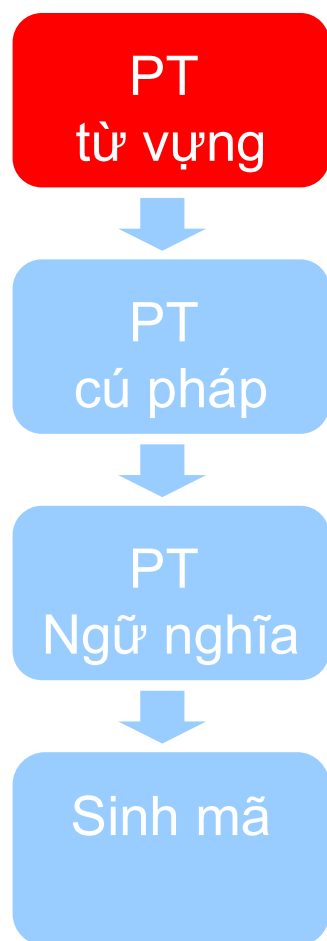 PT
từ vựng
PT
cú pháp
PT
Ngữ nghĩa
Sinh mã